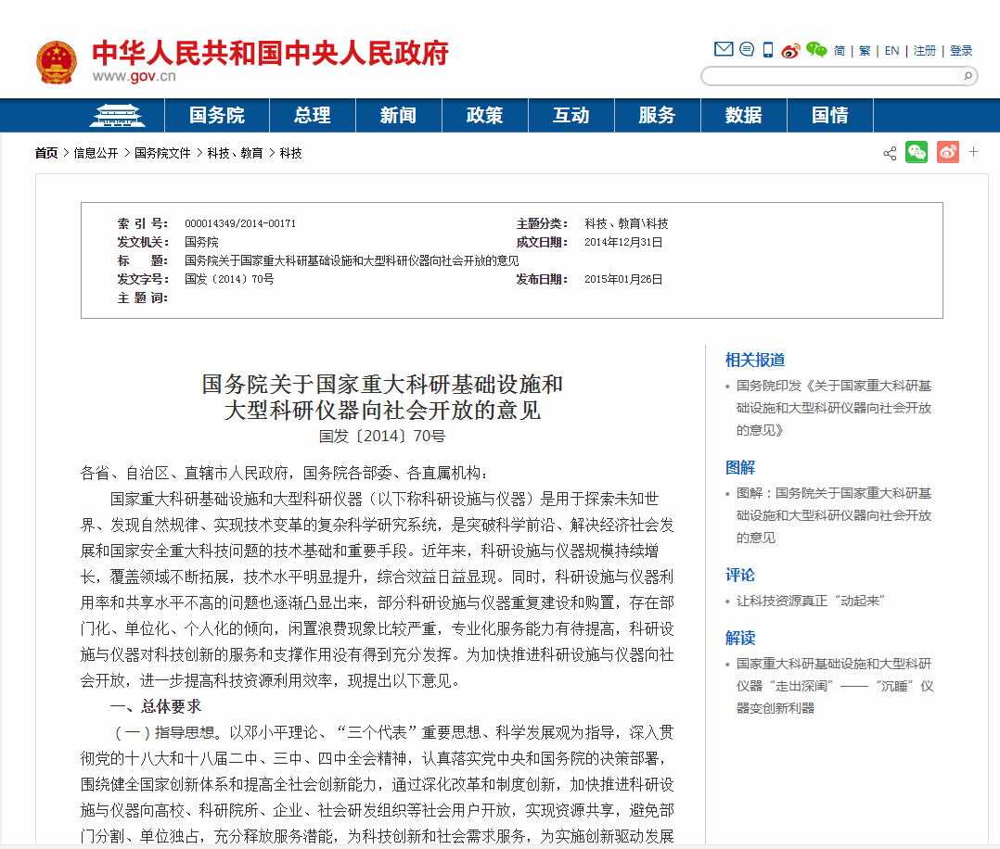 中华人民共和国中央人民政府
www.gov.cn
简 | 繁 | EN | 注册 | 登录
国务院 总理 新闻 政策 互动 服务 数据 国情
首页 > 信息公开 > 国务院文件 > 科技、教育 > 科技
索 引 号： 000014349/2014-00171 主题分类： 科技、教育\科技
发文机关： 国务院 成文日期： 2014年12月31日
标 题： 国务院关于国家重大科研基础设施和大型科研仪器向社会开放的意见
发文字号： 国发〔2014〕70号 发布日期： 2015年01月26日
主 题 词：
国务院关于国家重大科研基础设施和
大型科研仪器向社会开放的意见
国发〔2014〕70号
各省、自治区、直辖市人民政府，国务院各部委、各直属机构：
国家重大科研基础设施和大型科研仪器（以下称科研设施与仪器）是用于探索未知世
界、发现自然规律、实现技术变革的复杂科学研究系统，是突破科学前沿、解决经济社会发
展和国家安全重大科技问题的技术基础和重要手段。近年来，科研设施与仪器规模持续增
长，覆盖领域不断拓展，技术水平明显提升，综合效益日益显现。同时，科研设施与仪器利
用率和共享水平不高的问题也逐渐凸显出来，部分科研设施与仪器重复建设和购置，存在部
门化、单位化、个人化的倾向，闲置浪费现象比较严重，专业化服务能力有待提高，科研设
施与仪器对科技创新的服务和支撑作用没有得到充分发挥。为加快推进科研设施与仪器向社
会开放，进一步提高科技资源利用效率，现提出以下意见。
一、总体要求
（一）指导思想。以邓小平理论、“三个代表”重要思想、科学发展观为指导，深入贯
彻党的十八大和十八届二中、三中、四中全会精神，认真落实党中央和国务院的决策部署，
围绕健全国家创新体系和提高全社会创新能力，通过深化改革和制度创新，加快推进科研设
施与仪器向高校、科研院所、企业、社会研发组织等社会用户开放，实现资源共享，避免部
门分割、单位独占，充分释放服务潜能，为科技创新和社会需求服务，为实施创新驱动发展
相关报道
• 国务院印发《关于国家重大科研基
础设施和大型科研仪器向社会开放
的意见》
图解
• 图解：国务院关于国家重大科研基
础设施和大型科研仪器向社会开放
的意见
评论
• 让科技资源真正“动起来”
解读
• 国家重大科研基础设施和大型科研
仪器“走出深闺”——“沉睡”仪
器变创新利器